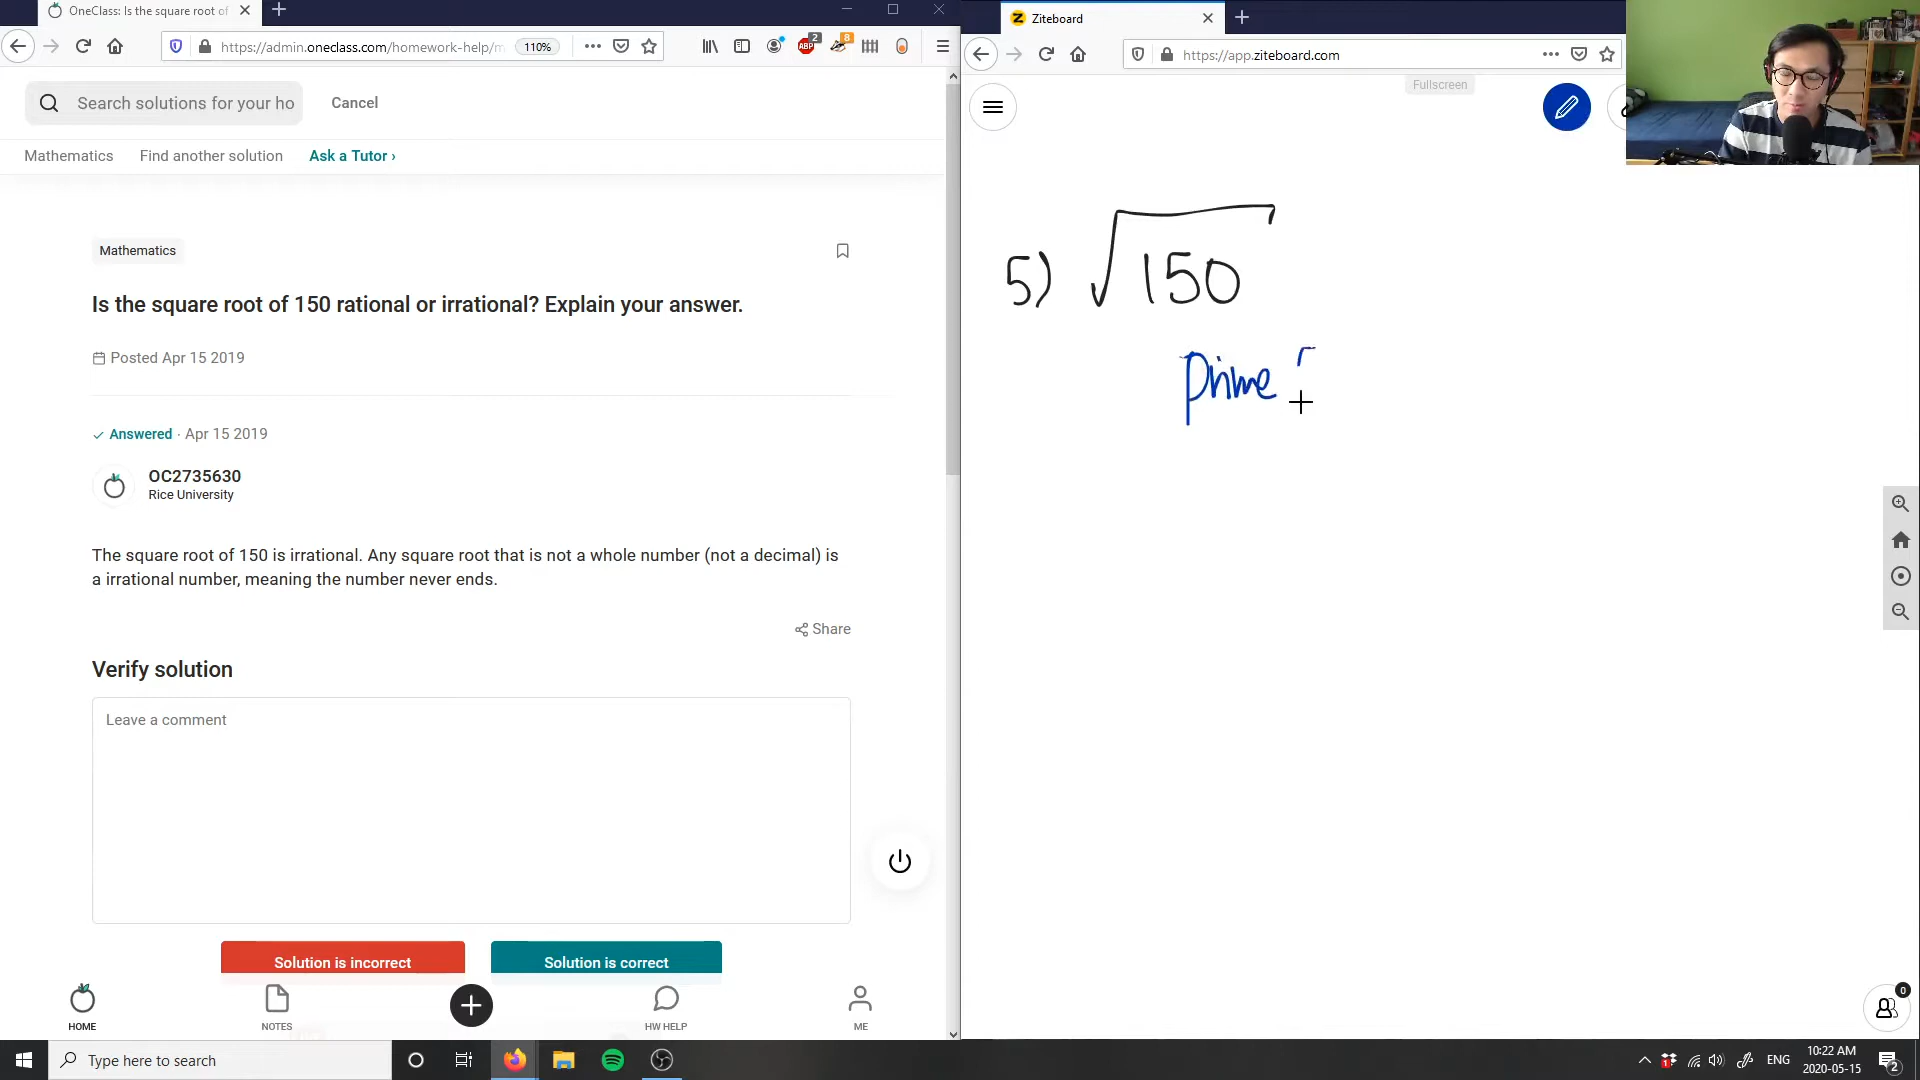 OneClass: Is the square root of
https://admin.oneclass.com/homework-help/m
110%
2
8
Search solutions for your ho
Cancel
Mathematics
Find another solution
Ask a Tutor ›
Mathematics
Is the square root of 150 rational or irrational? Explain your answer.
Posted Apr 15 2019
Answered · Apr 15 2019
OC2735630
Rice University
The square root of 150 is irrational. Any square root that is not a whole number (not a decimal) is
a irrational number, meaning the number never ends.
Share
Verify solution
Leave a comment
Solution is incorrect
Solution is correct
HOME
NOTES
HW HELP
ME
Ziteboard
https://app.ziteboard.com
Fullscreen
5) √150
Prime
0
Type here to search
ENG
10:22 AM
2020-05-15
2